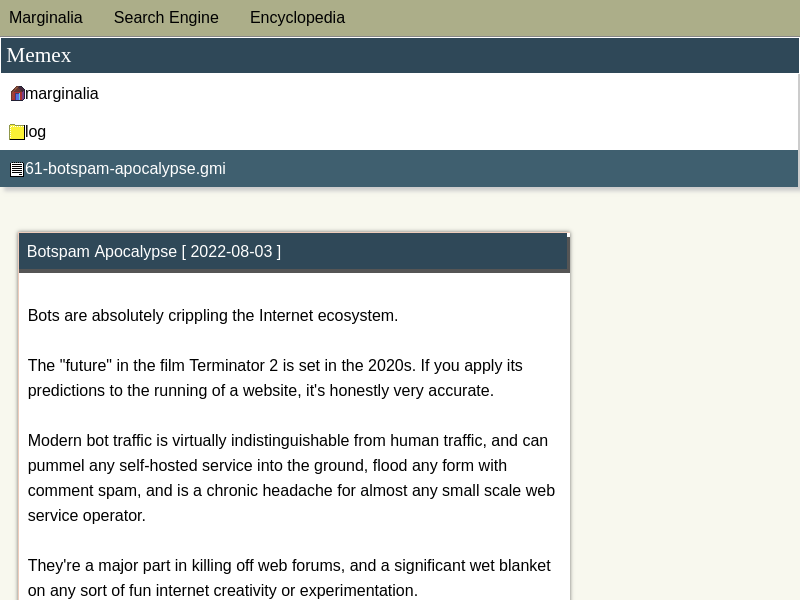 Marginalia Search Engine Encyclopedia
Memex
marginalia
log
61-botspam-apocalypse.gmi
Botspam Apocalypse [ 2022-08-03 ]
Bots are absolutely crippling the Internet ecosystem.
The "future" in the film Terminator 2 is set in the 2020s. If you apply its
predictions to the running of a website, it's honestly very accurate.
Modern bot traffic is virtually indistinguishable from human traffic, and can
pummel any self-hosted service into the ground, flood any form with
comment spam, and is a chronic headache for almost any small scale web
service operator.
They're a major part in killing off web forums, and a significant wet blanket
on any sort of fun internet creativity or experimentation.